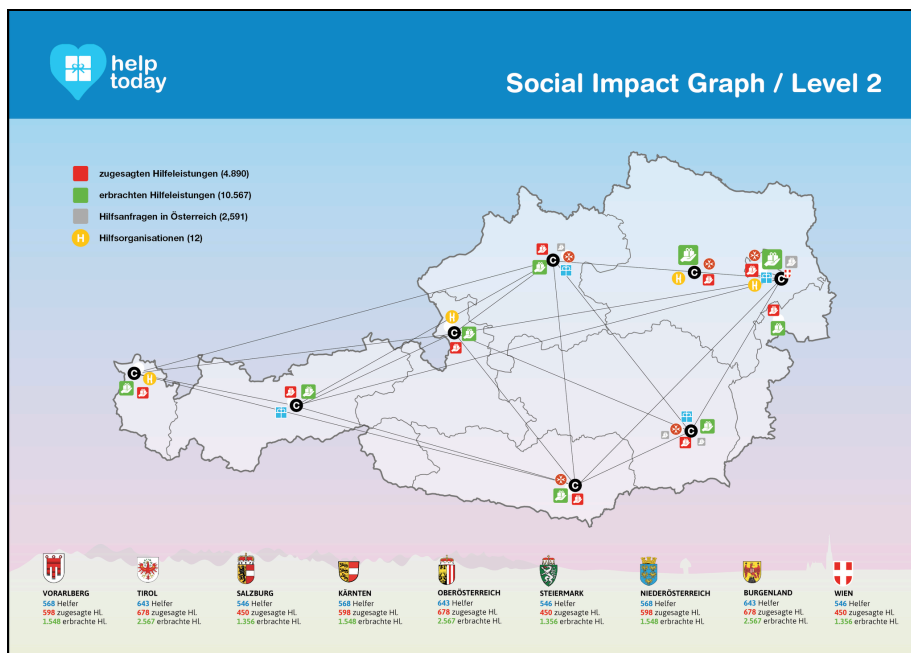 help
today
Social Impact Graph / Level 2
zugesagten Hilfeleistungen (4.890)
erbrachten Hilfeleistungen (10.567)
Hilfsanfragen in Österreich (2,591)
H Hilfsorganisationen (12)
C
C
C
H
H
C
H
C
C
H
C
C
VORARLBERG
568 Helfer
598 zugesagte HL.
1.548 erbrachte HL.
TIROL
643 Helfer
678 zugesagte HL.
2.567 erbrachte HL.
SALZBURG
546 Helfer
450 zugesagte HL.
1.356 erbrachte HL.
KÄRNTEN
568 Helfer
598 zugesagte HL.
1.548 erbrachte HL.
OBERÖSTERREICH
643 Helfer
678 zugesagte HL.
2.567 erbrachte HL.
STEIERMARK
546 Helfer
450 zugesagte HL.
1.356 erbrachte HL.
NIEDERÖSTERREICH
568 Helfer
598 zugesagte HL.
1.548 erbrachte HL.
BURGENLAND
643 Helfer
678 zugesagte HL.
2.567 erbrachte HL.
WIEN
546 Helfer
450 zugesagte HL.
1.356 erbrachte HL.